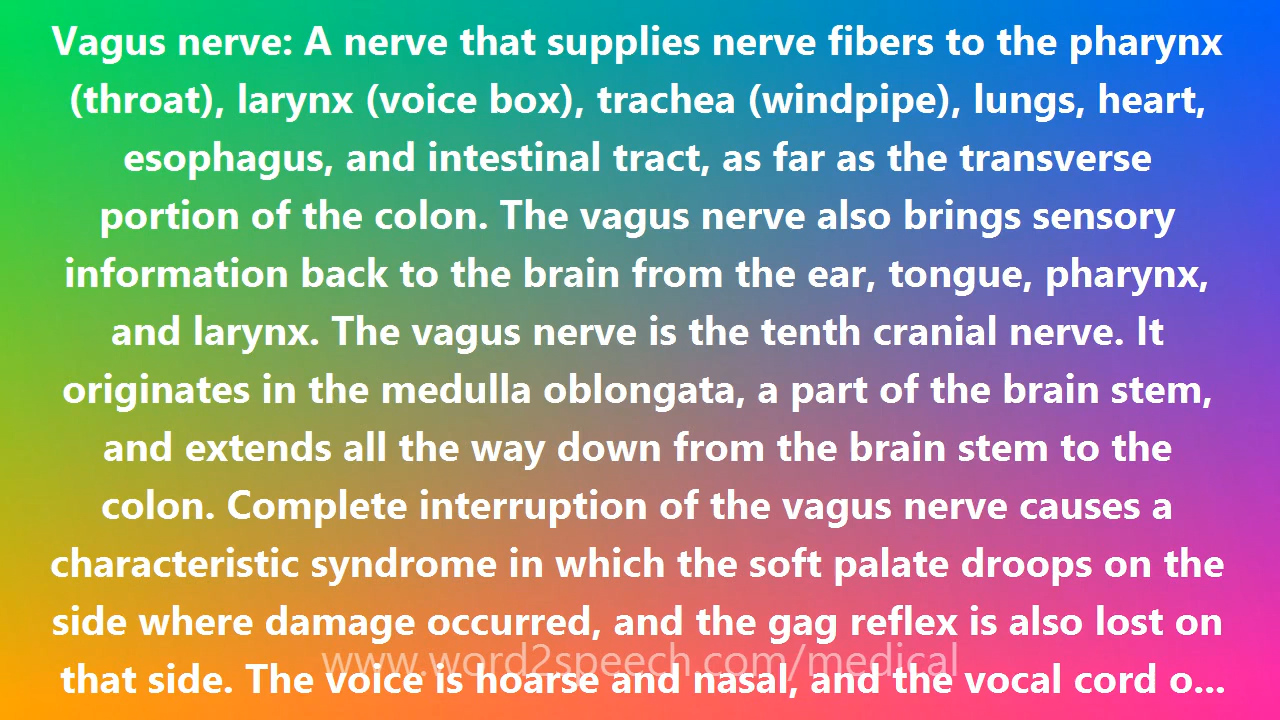 Vagus nerve: A nerve that supplies nerve fibers to the pharynx
(throat), larynx (voice box), trachea (windpipe), lungs, heart,
esophagus, and intestinal tract, as far as the transverse
portion of the colon. The vagus nerve also brings sensory
information back to the brain from the ear, tongue, pharynx,
and larynx. The vagus nerve is the tenth cranial nerve. It
originates in the medulla oblongata, a part of the brain stem,
and extends all the way down from the brain stem to the
colon. Complete interruption of the vagus nerve causes a
characteristic syndrome in which the soft palate droops on the
side where damage occurred, and the gag reflex is also lost on
www.word2speech.com/medical
that side. The voice is hoarse and nasal, and the vocal cord o...